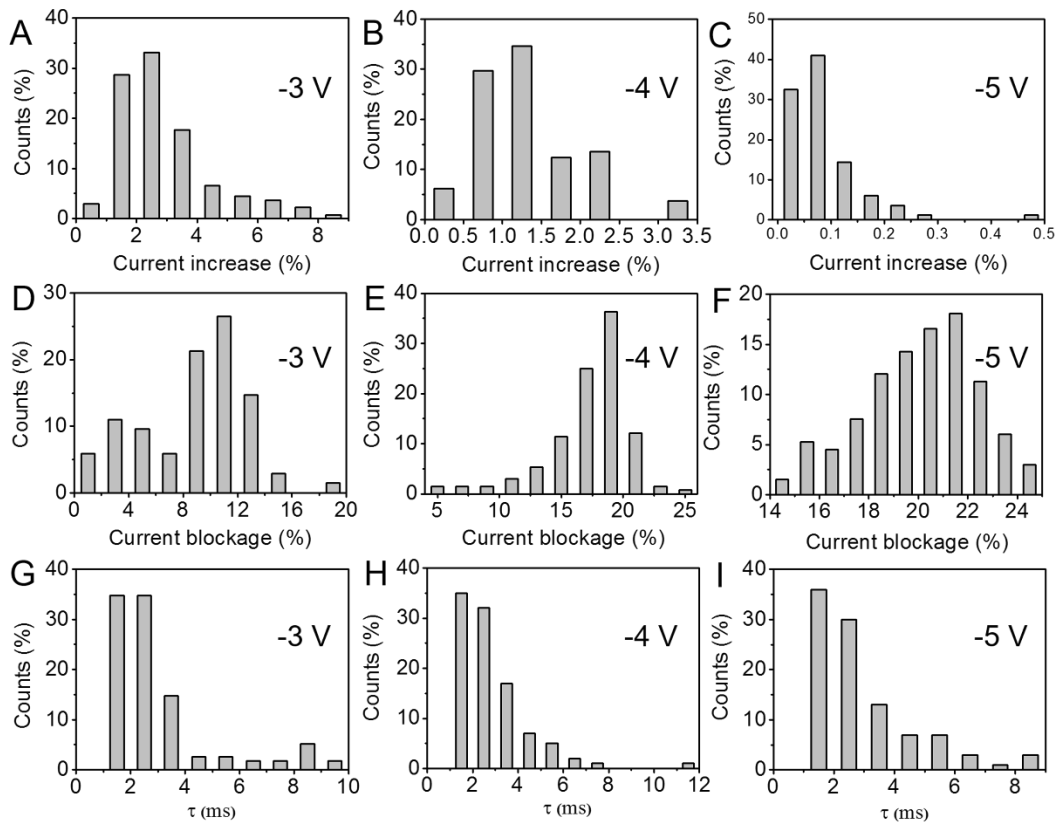 A
Counts (%)
40
30
20
10
0
-3 V
0
2
4
6
8
Current increase (%)
B
Counts (%)
40
30
20
10
0
-4 V
0.0
0.5
1.0
1.5
2.0
2.5
3.0
3.5
Current increase (%)
C
Counts (%)
50
40
30
20
10
0
-5 V
0.0
0.1
0.2
0.3
0.4
0.5
Current increase (%)
D
Counts (%)
30
20
10
0
-3 V
0
4
8
12
16
20
Current blockage (%)
E
Counts (%)
40
30
20
10
0
-4 V
5
10
15
20
25
Current blockage (%)
F
Counts (%)
20
15
10
5
0
-5 V
14
16
18
20
22
24
Current blockage (%)
G
Counts (%)
40
30
20
10
0
-3 V
0
2
4
6
8
10
τ (ms)
H
Counts (%)
40
30
20
10
0
-4 V
0
2
4
6
8
10
12
τ (ms)
I
Counts (%)
40
30
20
10
0
-5 V
0
2
4
6
8
τ (ms)